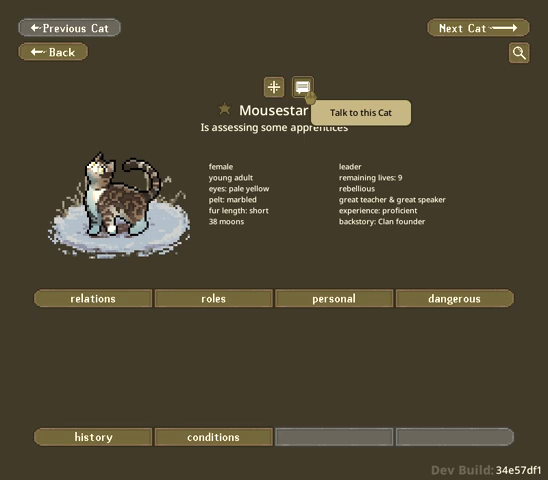 Previous Cat
Next Cat
Back
Talk to this Cat
Mousestar
Is assessing some apprentices
female
young adult
eyes: pale yellow
pelt: marbled
fur length: short
38 moons
leader
remaining lives: 9
rebellious
great teacher & great speaker
experience: proficient
backstory: Clan founder
relations
roles
personal
dangerous
history
conditions
Dev Build: 34e57df1